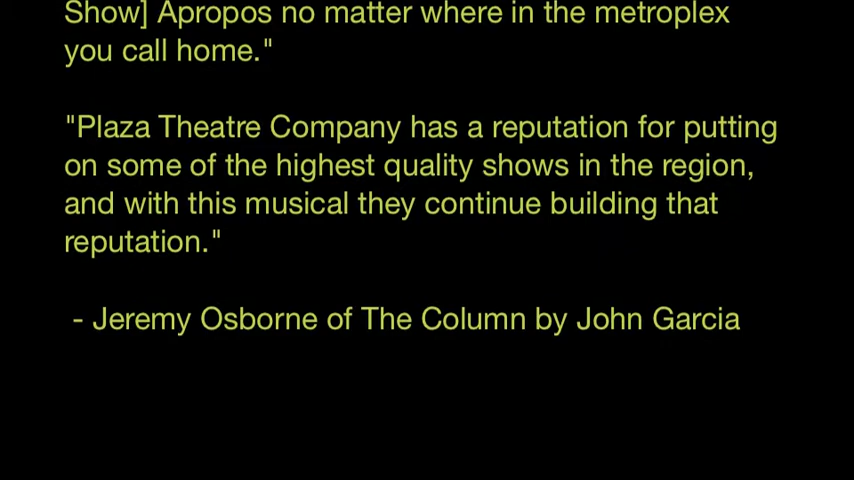 Show] Apropos no matter where in the metroplex
you call home."
"Plaza Theatre Company has a reputation for putting
on some of the highest quality shows in the region,
and with this musical they continue building that
reputation."
- Jeremy Osborne of The Column by John Garcia